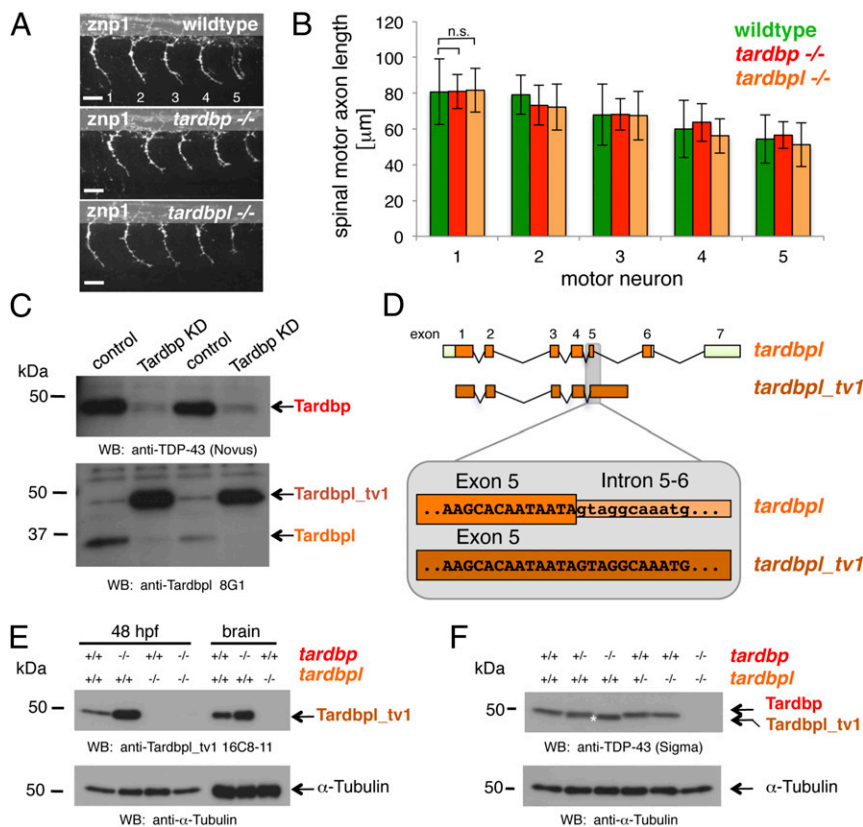 A
znp1 wildtype
1 2 3 4 5
znp1 tardbp -/-
znp1 tardbpl -/-
B
n.s.
wildtype
tardbp -/-
tardbpl -/-
spinal motor axon length
[µm]
120
100
80
60
40
20
0
1 2 3 4 5
motor neuron
C
control Tardbp KD control Tardbp KD
kDa
50
Tardbp
WB: anti-TDP-43 (Novus)
50
Tardbpl_tv1
37
Tardbpl
WB: anti-Tardbpl 8G1
D
exon 1 2 3 4 5 6 7
tardbpl
tardbpl_tv1
Exon 5 Intron 5-6
..AAGCACAATAATAgtaggcaaatg... tardbpl
Exon 5
..AAGCACAATAATAGTAGGCAAATG... tardbpl_tv1
E
48 hpf brain
+/+ -/- +/+ -/- +/+ -/- +/+ tardbp
kDa
+/+ +/+ -/- -/- +/+ +/+ -/- tardbpl
50
Tardbpl_tv1
WB: anti-Tardbpl_tv1 16C8-11
50
α-Tubulin
WB: anti-α-Tubulin
F
+/+ +/- -/- +/+ +/+ -/- tardbp
kDa
+/+ +/+ +/+ +/- -/- -/- tardbpl
50
*
Tardbp
Tardbpl_tv1
WB: anti-TDP-43 (Sigma)
50
α-Tubulin
WB: anti-α-Tubulin